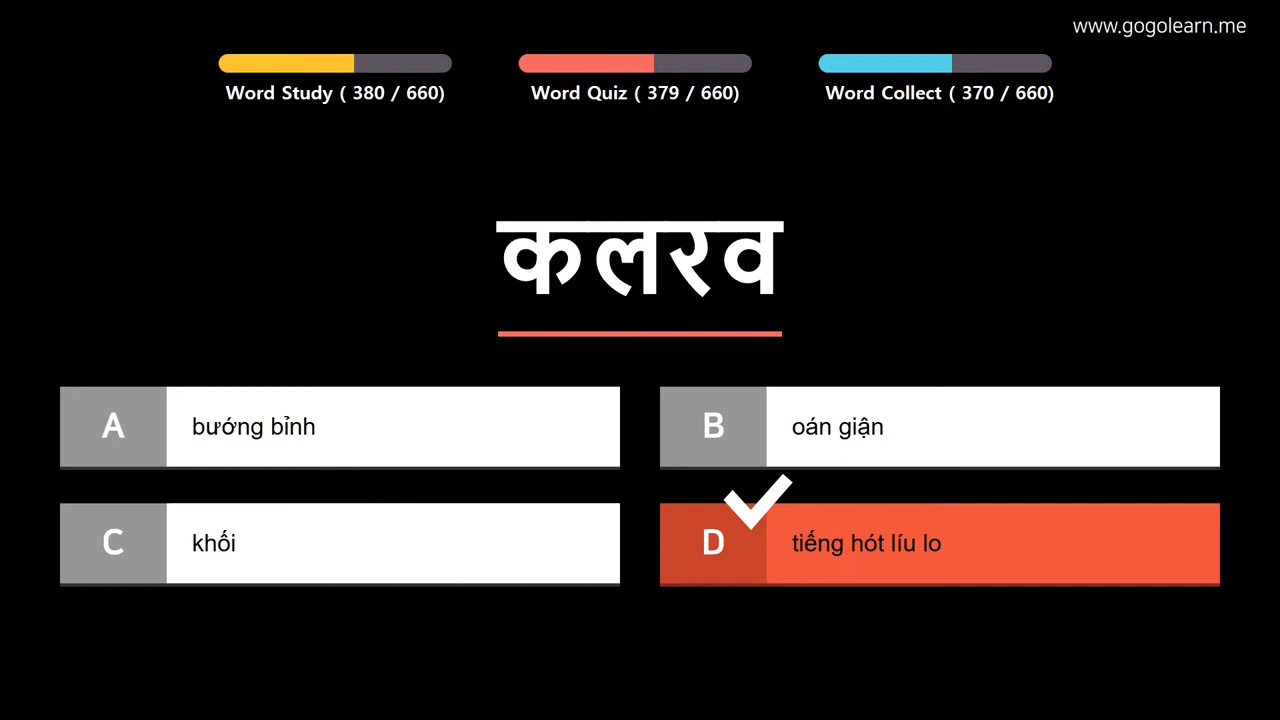 www.gogolearn.me
Word Study ( 380 / 660)
Word Quiz ( 379 / 660)
Word Collect ( 370 / 660)
कलरव
A
bướng bỉnh
B
oán giận
C
khối
D
tiếng hót líu lo